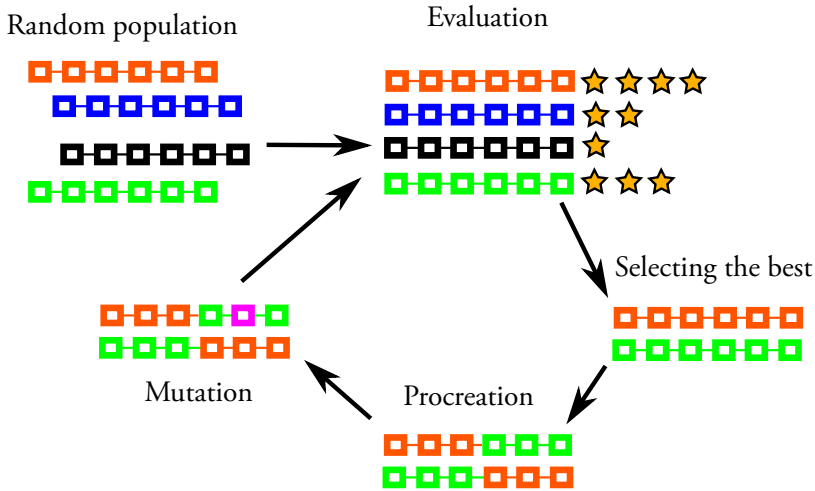 Random population
Evaluation
Selecting the best
Mutation
Procreation